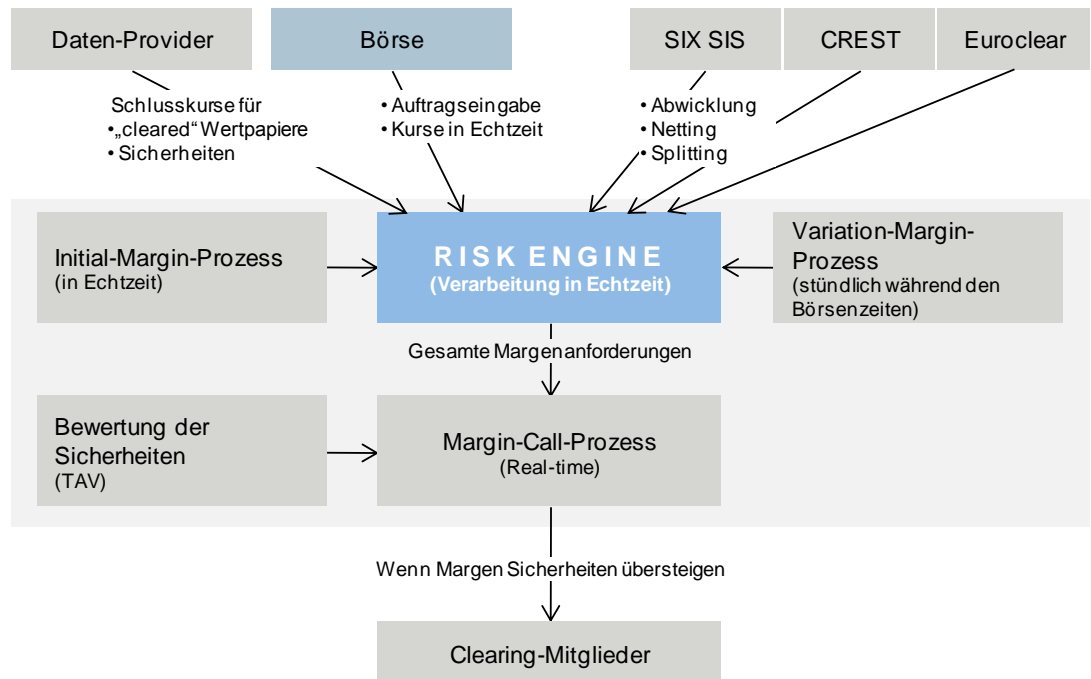 Daten-Provider
Börse
SIX SIS
CREST
Euroclear
Schlusskurse für
• „cleared“ Wertpapiere
• Sicherheiten
• Auftragseingabe
• Kurse in Echtzeit
• Abwicklung
• Netting
• Splitting
Initial-Margin-Prozess
(in Echtzeit)
RISK ENGINE
(Verarbeitung in Echtzeit)
Variation-Margin-
Prozess
(stündlich während den
Börsenzeiten)
Gesamte Margenanforderungen
Bewertung der
Sicherheiten
(TAV)
Margin-Call-Prozess
(Real-time)
Wenn Margen Sicherheiten übersteigen
Clearing-Mitglieder